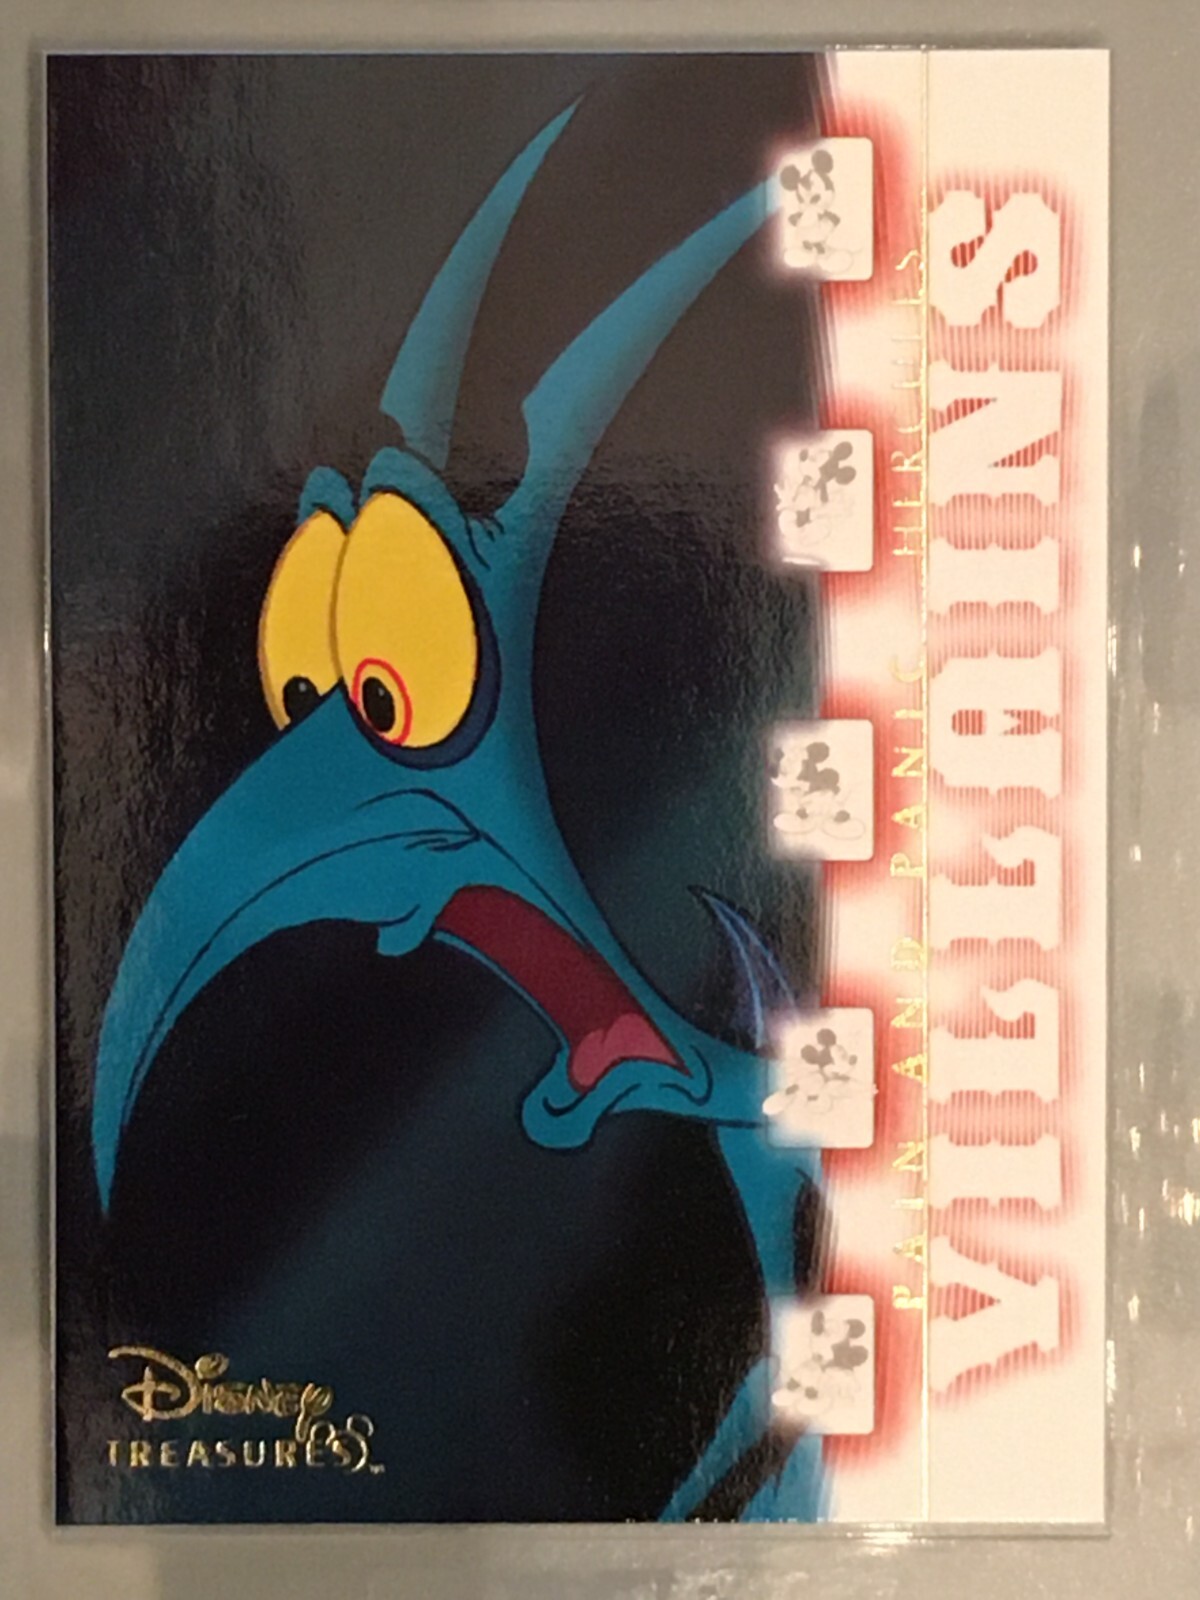 VILLAINS
PAIN AND PANIC HERCULES
DISNEY
TREASURES